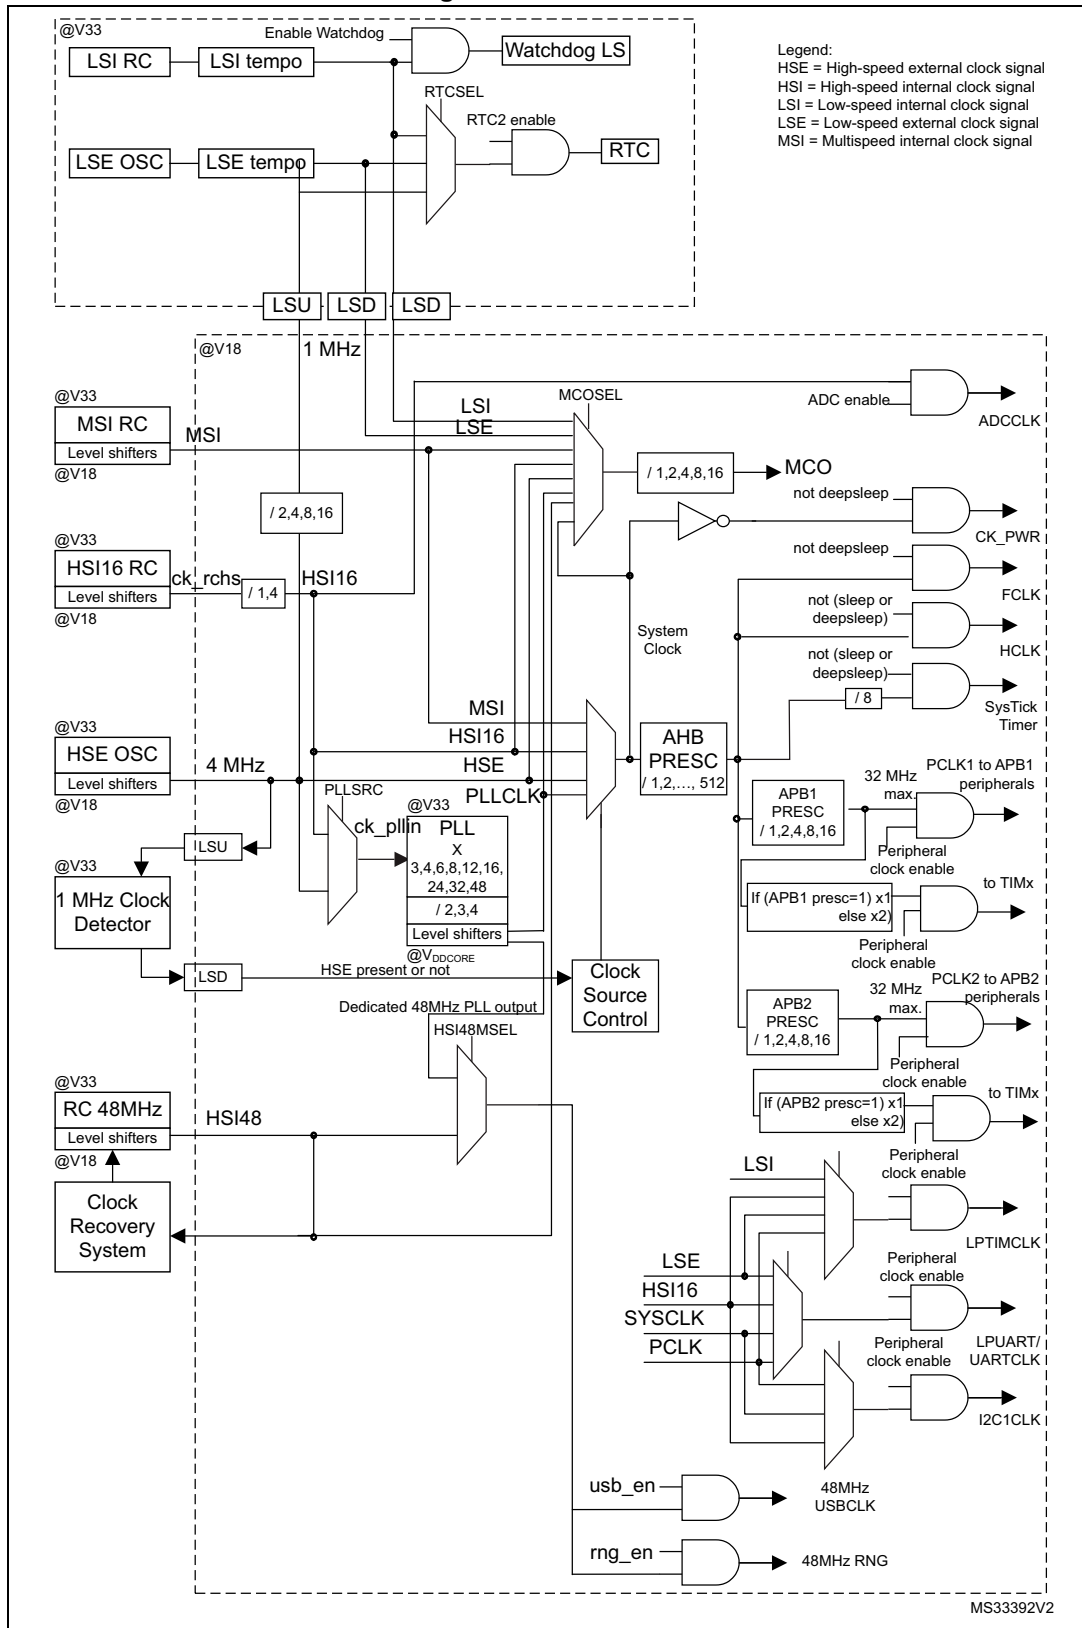 @V33
Enable Watchdog
LSI RC
LSI tempo
Watchdog LS
Legend:
HSE = High-speed external clock signal
HSI = High-speed internal clock signal
LSI = Low-speed internal clock signal
LSE = Low-speed external clock signal
MSI = Multispeed internal clock signal
RTCSEL
RTC2 enable
LSE OSC
LSE tempo
RTC
LSU
LSD
LSD
@V18
1 MHz
@V33
MSI RC
Level shifters
@V18
MSI
LSI
LSE
MCOSEL
ADC enable
ADCCLK
/ 1,2,4,8,16
MCO
/ 2,4,8,16
not deepsleep
CK_PWR
@V33
HSI16 RC
Level shifters
@V18
ck_rchs
/ 1,4
HSI16
not deepsleep
FCLK
not (sleep or
deepsleep)
HCLK
System
Clock
not (sleep or
deepsleep)
/ 8
SysTick
Timer
MSI
HSI16
HSE
PLLCLK
@V33
HSE OSC
Level shifters
@V18
4 MHz
AHB
PRESC
/ 1,2,..., 512
PLLSRC
ck_pllin
@V33
PLL
X
3,4,6,8,12,16,
24,32,48
/ 2,3,4
Level shifters
@VDDCORE
APB1
PRESC
/ 1,2,4,8,16
32 MHz
max.
PCLK1 to APB1
peripherals
Peripheral
clock enable
LSU
@V33
1 MHz Clock
Detector
LSD
HSE present or not
If (APB1 presc=1) x1
else x2)
to TIMx
Peripheral
clock enable
Clock
Source
Control
Dedicated 48MHz PLL output
HSI48MSEL
APB2
PRESC
/ 1,2,4,8,16
32 MHz
max.
PCLK2 to APB2
peripherals
Peripheral
clock enable
@V33
RC 48MHz
Level shifters
@V18
HSI48
If (APB2 presc=1) x1
else x2)
to TIMx
Peripheral
clock enable
Clock
Recovery
System
LSI
LPTIMCLK
LSE
HSI16
SYSCLK
PCLK
Peripheral
clock enable
LPUART/
UARTCLK
Peripheral
clock enable
I2C1CLK
usb_en
48MHz
USBCLK
rng_en
48MHz RNG
MS33392V2